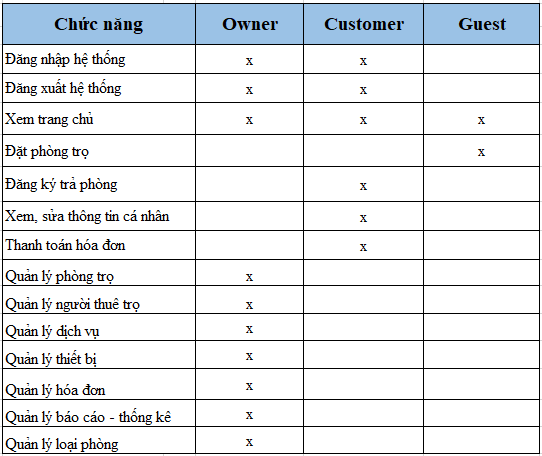 Chức năng Owner Customer Guest
Đăng nhập hệ thống x x
Đăng xuất hệ thống x x
Xem trang chủ x x x
Đặt phòng trọ x
Đăng ký trả phòng x
Xem, sửa thông tin cá nhân x
Thanh toán hóa đơn x
Quản lý phòng trọ x
Quản lý người thuê trọ x
Quản lý dịch vụ x
Quản lý thiết bị x
Quản lý hóa đơn x
Quản lý báo cáo - thống kê x
Quản lý loại phòng x